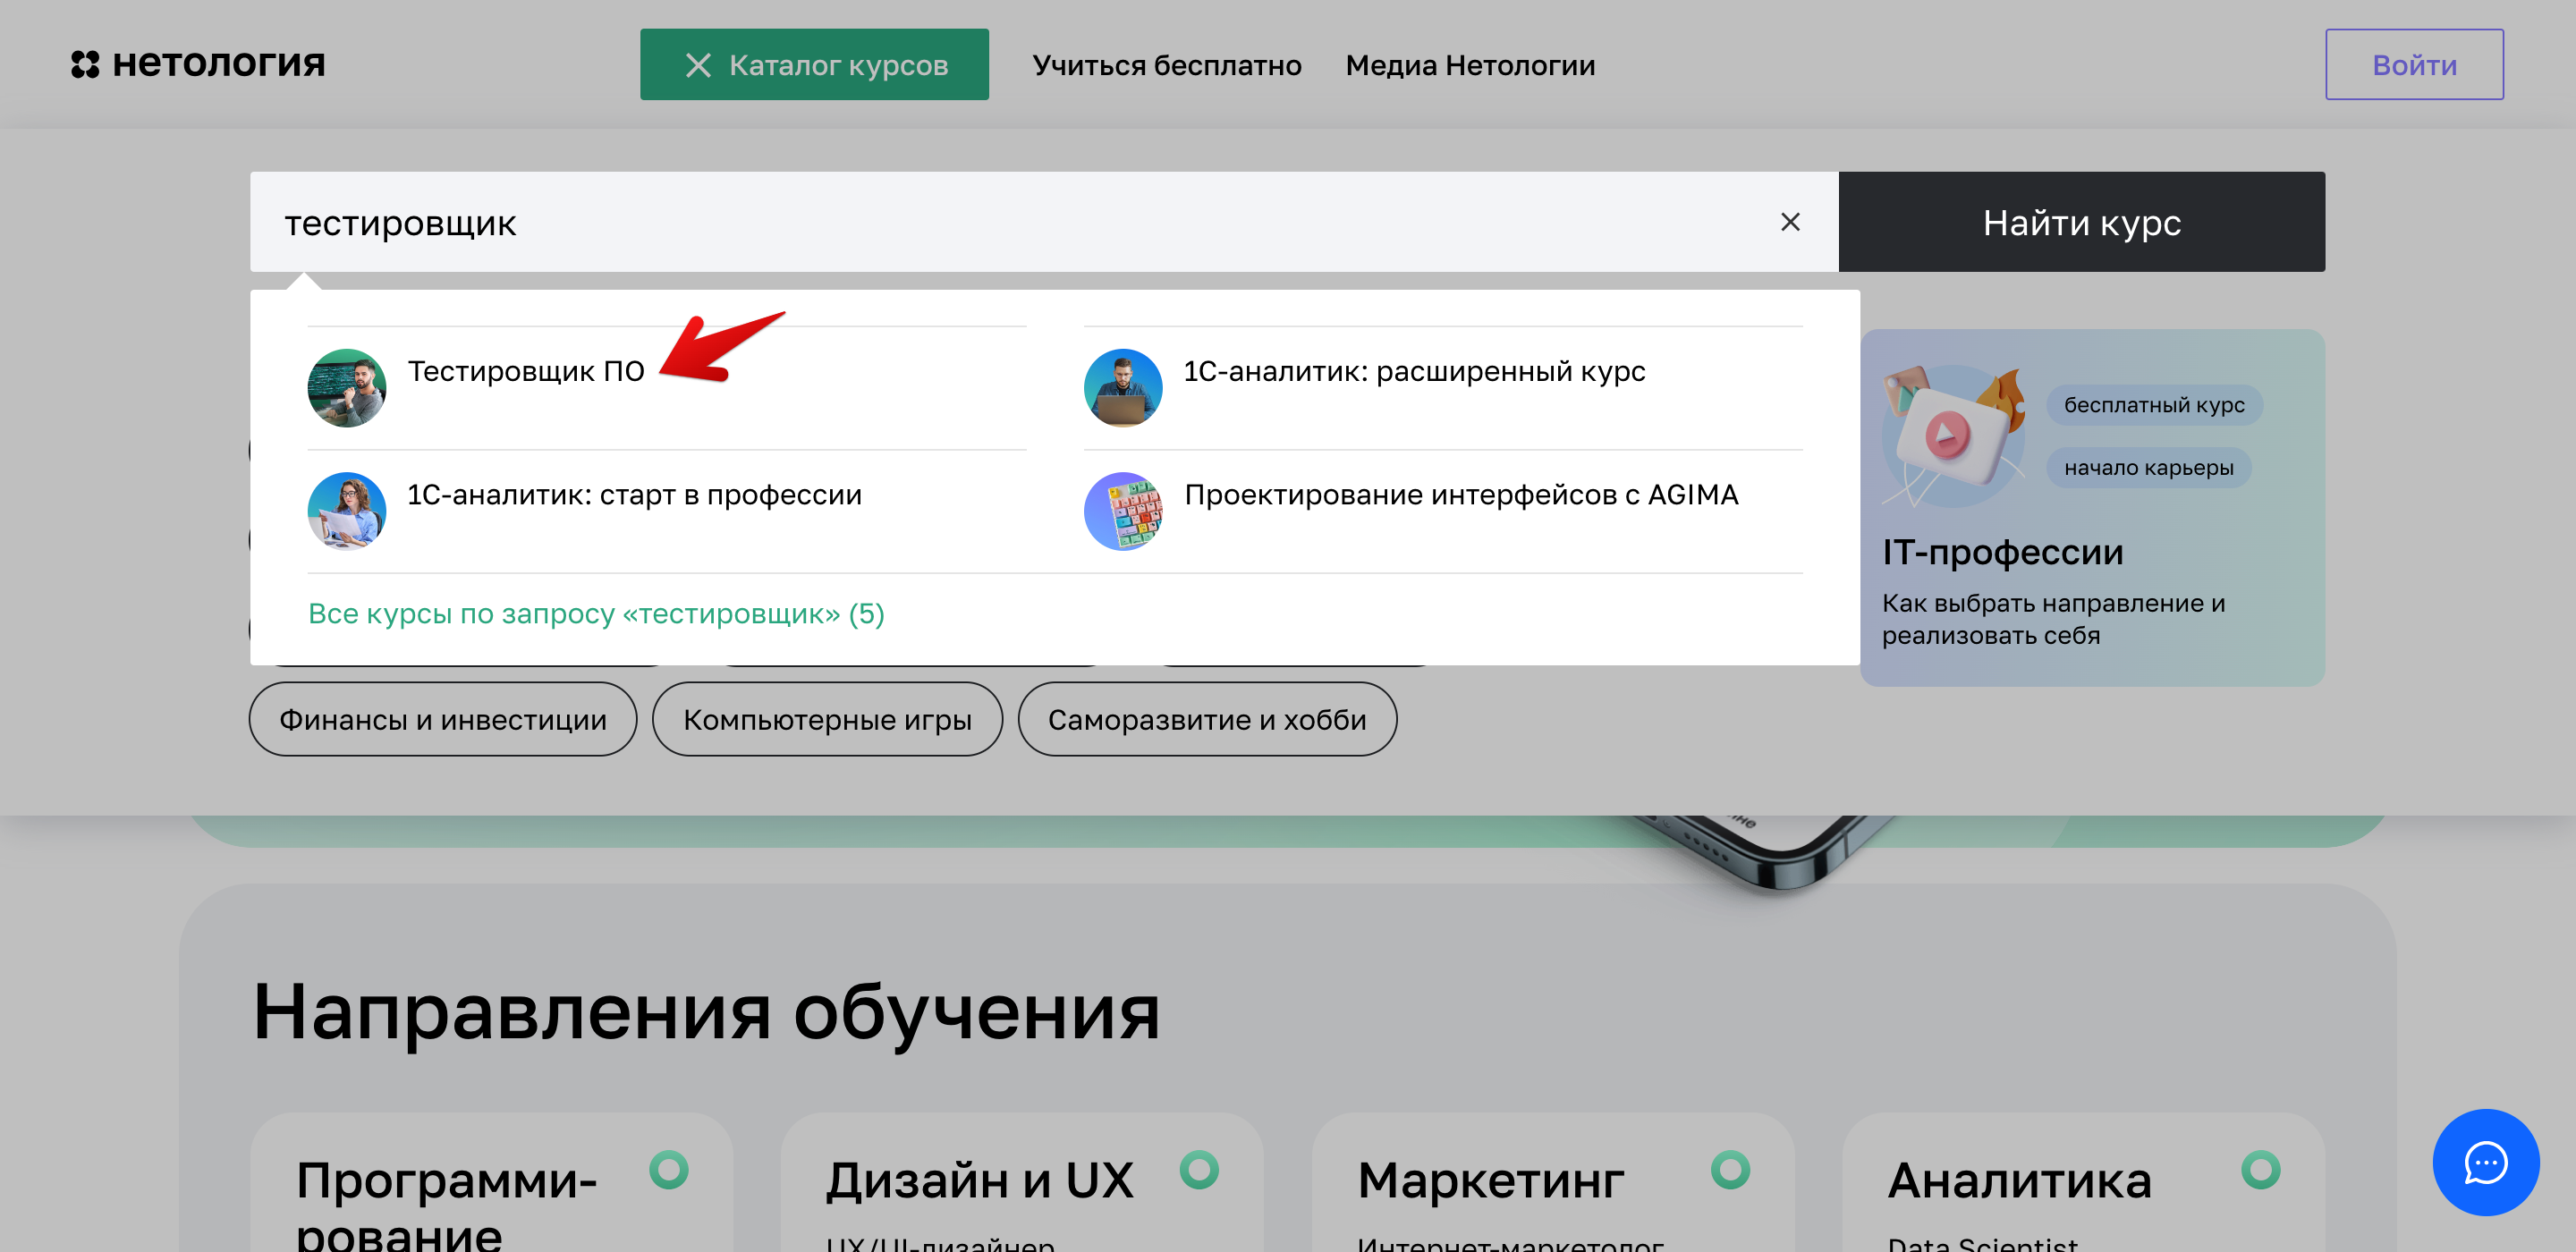 нетология
Каталог курсов
Учиться бесплатно
Медиа Нетологии
Войти
тестировщик
Найти курс
Тестировщик ПО
1С-аналитик: расширенный курс
1С-аналитик: старт в профессии
Проектирование интерфейсов с AGIMA
Все курсы по запросу «тестировщик» (5)
бесплатный курс
начало карьеры
IT-профессии
Как выбрать направление и
реализовать себя
Финансы и инвестиции
Компьютерные игры
Саморазвитие и хобби
Направления обучения
Программи-
рование
Дизайн и UX
UX/UI-дизайнер
Маркетинг
Интернет-маркетолог
Аналитика
Data Scientist